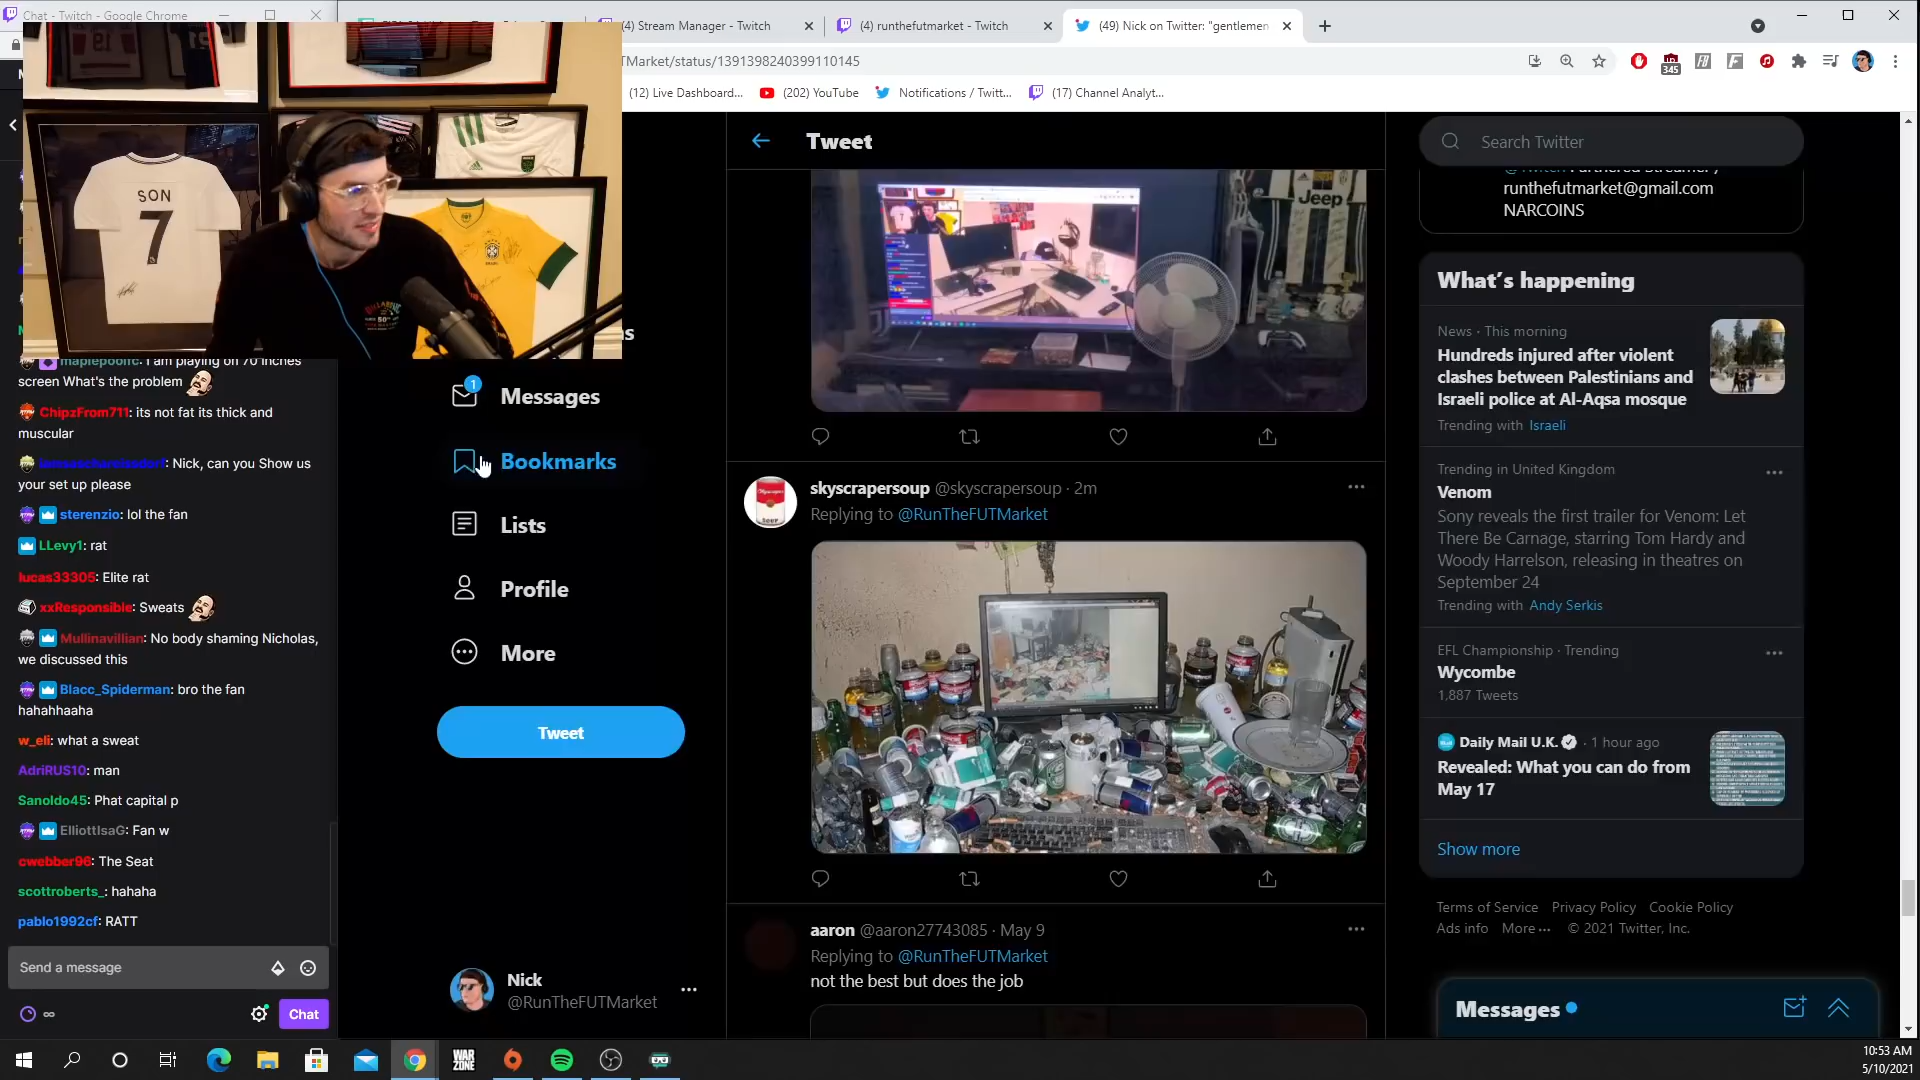 Chat - Twitch - Google Chrome
(4) Stream Manager - Twitch
(4) runthefutmarket - Twitch
(49) Nick on Twitter: "gentlemen
TMarket/status/1391398240399110145
345
(12) Live Dashboard...
(202) YouTube
Notifications / Twitt...
(17) Channel Analyt...
SON
7
I am playing on 70 inches
screen What's the problem
ChipzFrom711: its not fat its thick and
muscular
Nick, can you Show us
your set up please
sterenzio: lol the fan
LLevy1: rat
lucas33305: Elite rat
xxResponsible: Sweats
Mullinavillian: No body shaming Nicholas,
we discussed this
Blacc_Spiderman: bro the fan
hahahhaaha
w_eli: what a sweat
AdriRUS10: man
Sanoldo45: Phat capital p
ElliottIsaG: Fan w
cwebber96: The Seat
scottroberts_: hahaha
pablo1992cf: RATT
Send a message
∞
Chat
1
Messages
Bookmarks
Lists
Profile
More
Tweet
Nick
@RunTheFUTMarket
Tweet
Jeep
skyscrapersoup @skyscrapersoup · 2m
Replying to @RunTheFUTMarket
aaron @aaron27743085 · May 9
Replying to @RunTheFUTMarket
not the best but does the job
Search Twitter
runthefutmarket@gmail.com
NARCOINS
What's happening
News · This morning
Hundreds injured after violent
clashes between Palestinians and
Israeli police at Al-Aqsa mosque
Trending with Israeli
Trending in United Kingdom
Venom
Sony reveals the first trailer for Venom: Let
There Be Carnage, starring Tom Hardy and
Woody Harrelson, releasing in theatres on
September 24
Trending with Andy Serkis
EFL Championship · Trending
Wycombe
1,887 Tweets
Daily Mail U.K. · 1 hour ago
Revealed: What you can do from
May 17
Show more
Terms of Service Privacy Policy Cookie Policy
Ads info More ··· © 2021 Twitter, Inc.
Messages
WAR
ZONE
10:53 AM
5/10/2021